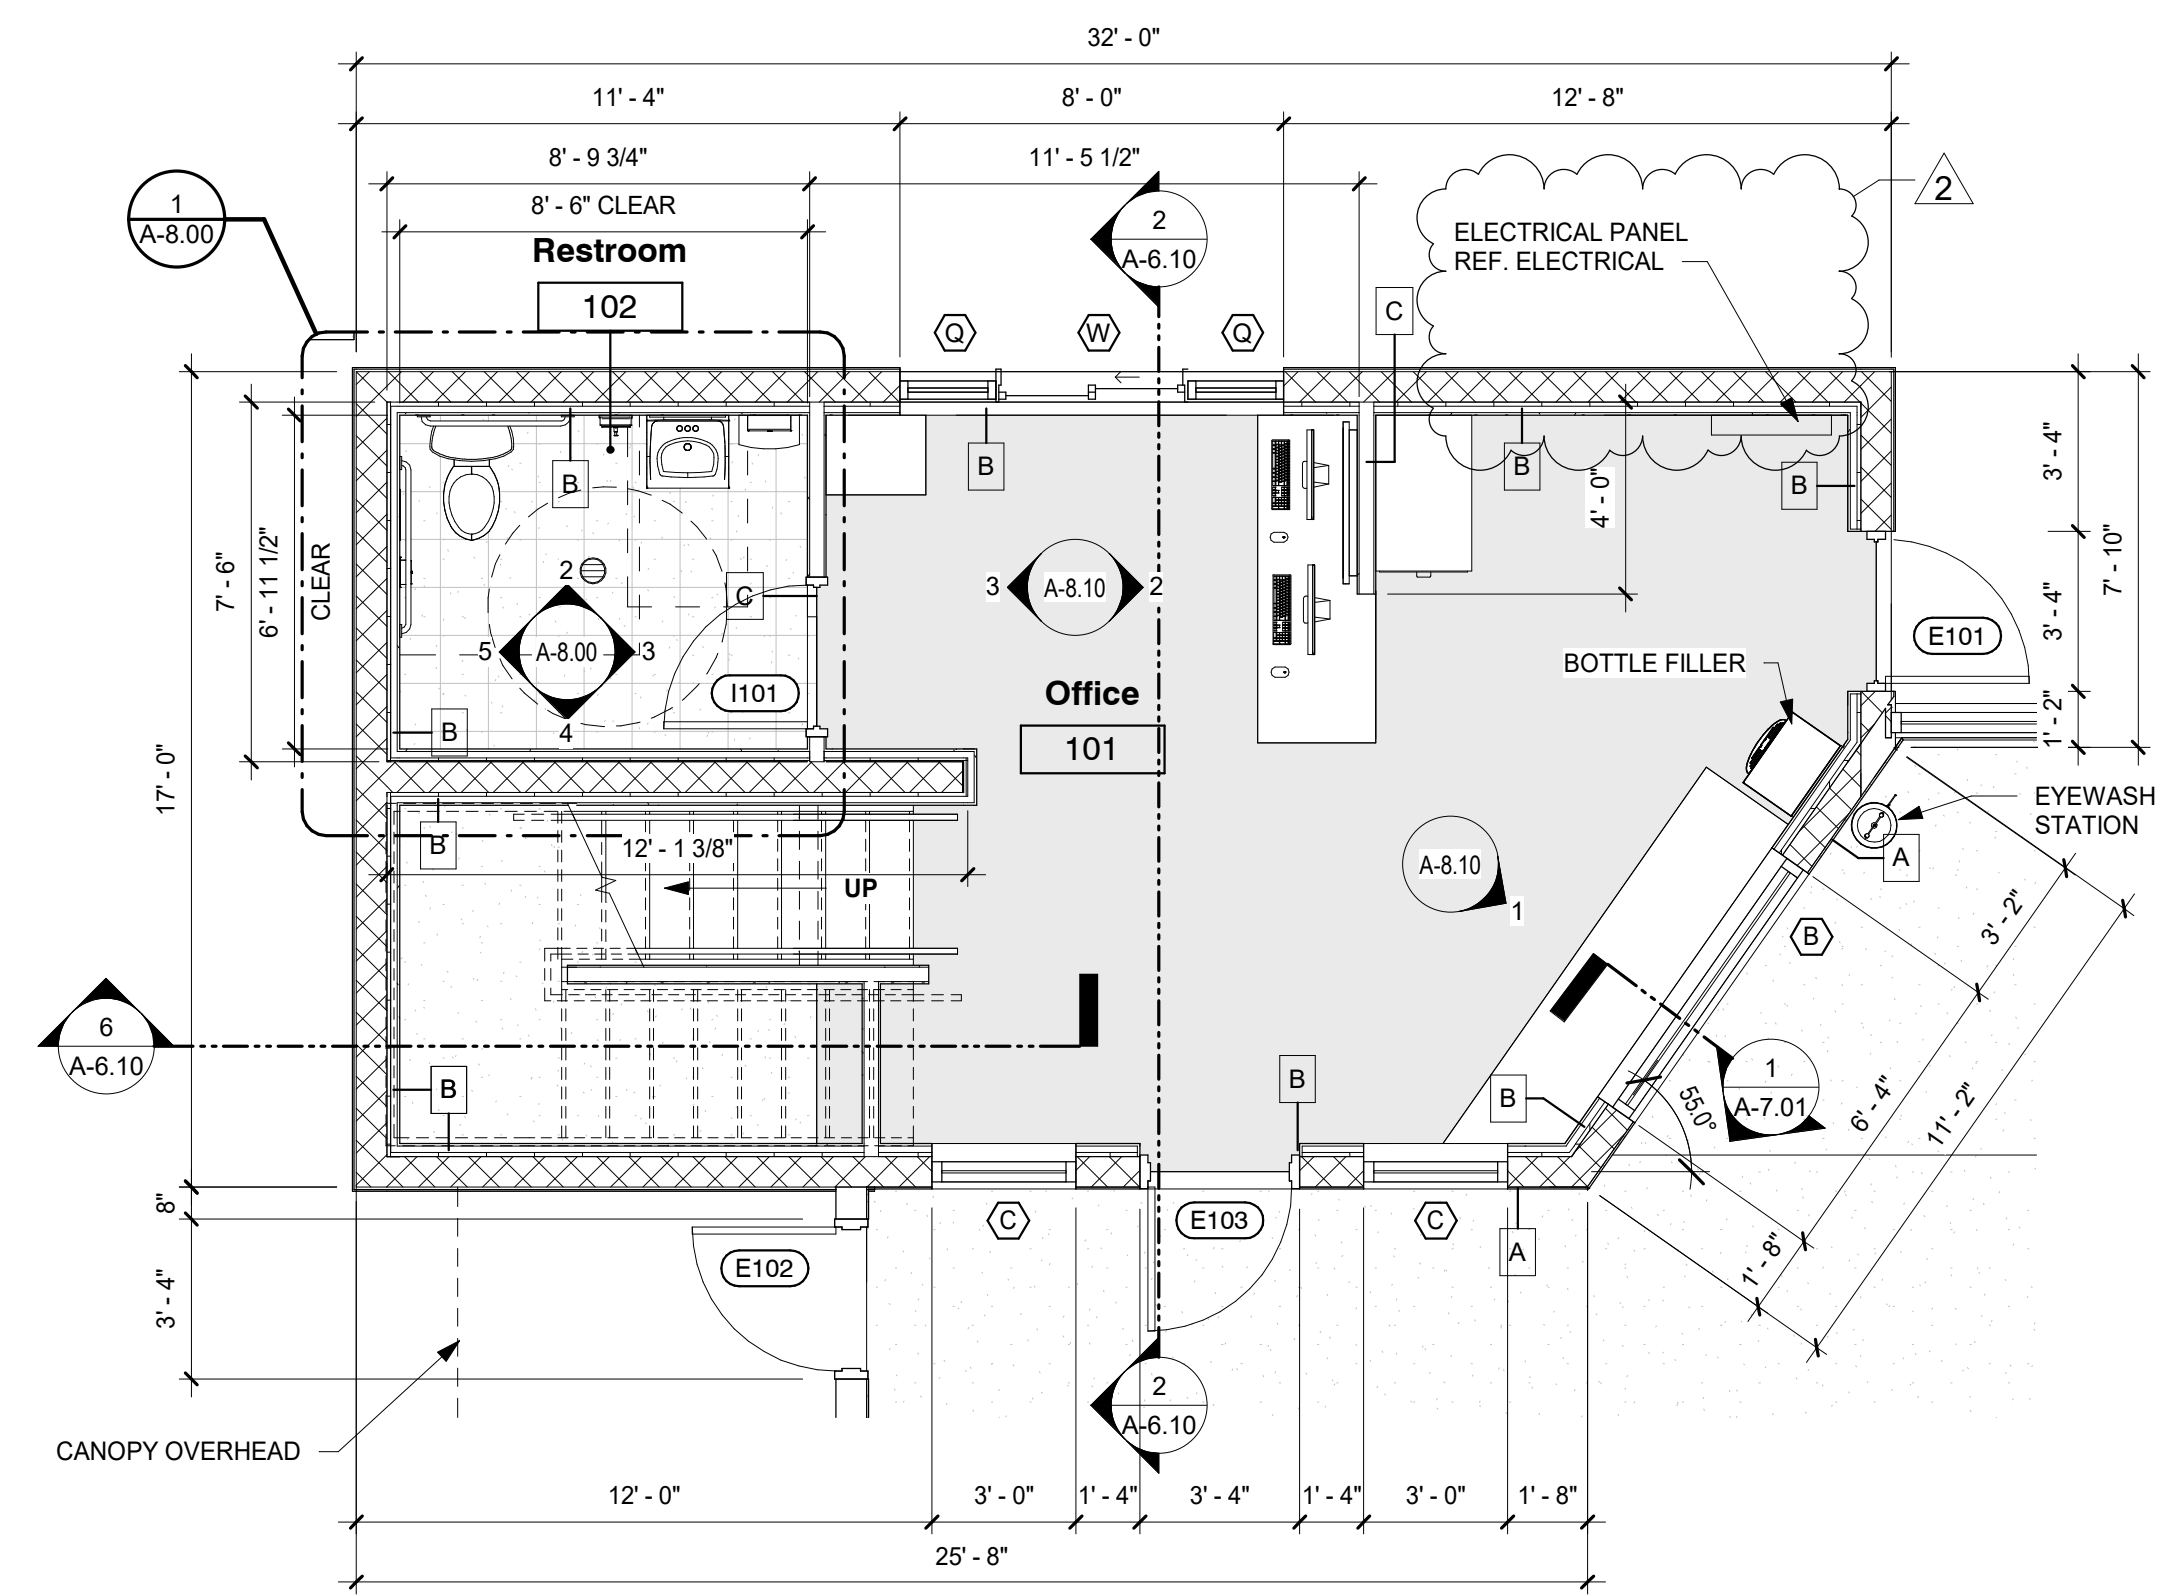 32' - 0"
11' - 4"
8' - 0"
12' - 8"
8' - 9 3/4"
11' - 5 1/2"
8' - 6" CLEAR
1
A-8.00
Restroom
102
2
A-6.10
2
ELECTRICAL PANEL
REF. ELECTRICAL
C
Q
W
Q
B
B
B
B
4' - 0"
3' - 4"
7' - 10"
3' - 4"
1' - 2"
7' - 6"
6' - 11 1/2"
CLEAR
17' - 0"
2
C
5
A-8.00
3
4
I101
B
3
A-8.10
2
E101
BOTTLE FILLER
Office
101
EYEWASH
STATION
A
B
12' - 1 3/8"
UP
A-8.10
1
B
3' - 2"
6
A-6.10
B
B
B
1
A-7.01
55.0°
6' - 4"
11' - 2"
1' - 8"
8"
3' - 4"
E102
C
E103
C
A
CANOPY OVERHEAD
2
A-6.10
12' - 0"
3' - 0"
1' - 4"
3' - 4"
1' - 4"
3' - 0"
1' - 8"
25' - 8"